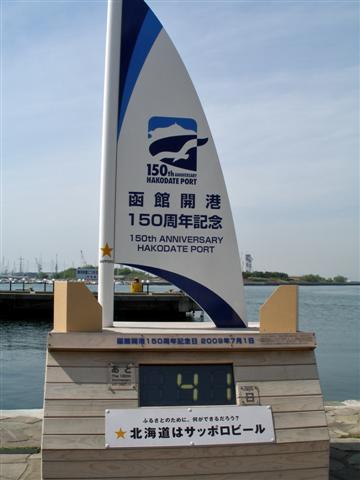 150th ANNIVERSARY
HAKODATE PORT
函館開港
150周年記念
150th ANNIVERSARY
HAKODATE PORT
函館開港150周年記念日 2009年7月1日
あと
41
日
ふるさとのために、何ができるだろう?
★北海道はサッポロビール